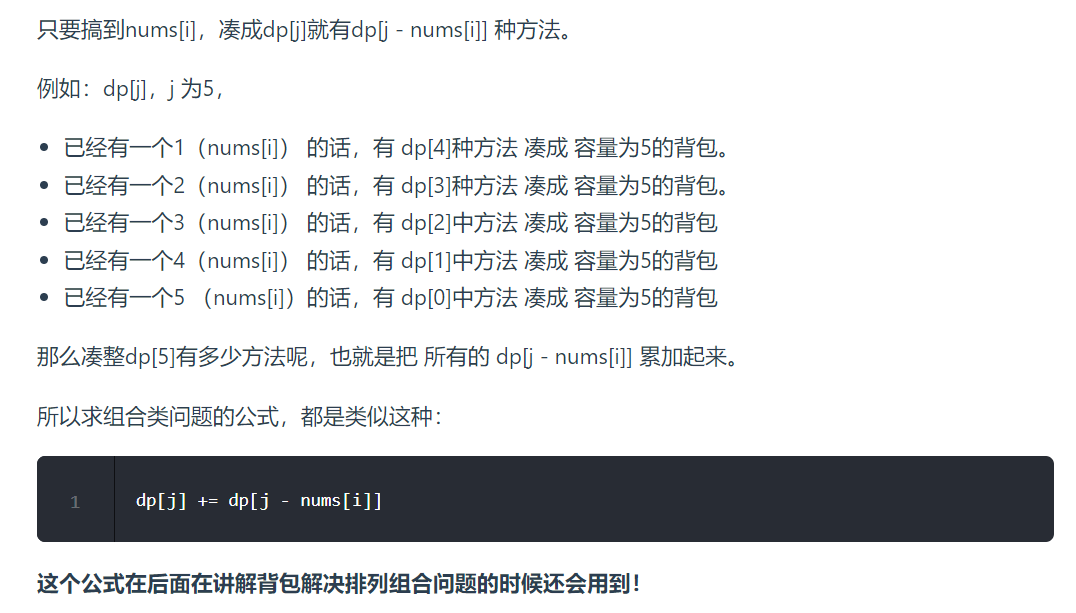 只要搞到nums[i]，凑成dp[j]就有dp[j - nums[i]] 种方法。
例如：dp[j]，j 为5，
已经有一个1（nums[i]） 的话，有 dp[4]种方法 凑成 容量为5的背包。
已经有一个2（nums[i]） 的话，有 dp[3]种方法 凑成 容量为5的背包。
已经有一个3（nums[i]） 的话，有 dp[2]中方法 凑成 容量为5的背包
已经有一个4（nums[i]） 的话，有 dp[1]中方法 凑成 容量为5的背包
已经有一个5 （nums[i]）的话，有 dp[0]中方法 凑成 容量为5的背包
那么凑整dp[5]有多少方法呢，也就是把 所有的 dp[j - nums[i]] 累加起来。
所以求组合类问题的公式，都是类似这种：
1 dp[j] += dp[j - nums[i]]
这个公式在后面在讲解背包解决排列组合问题的时候还会用到！